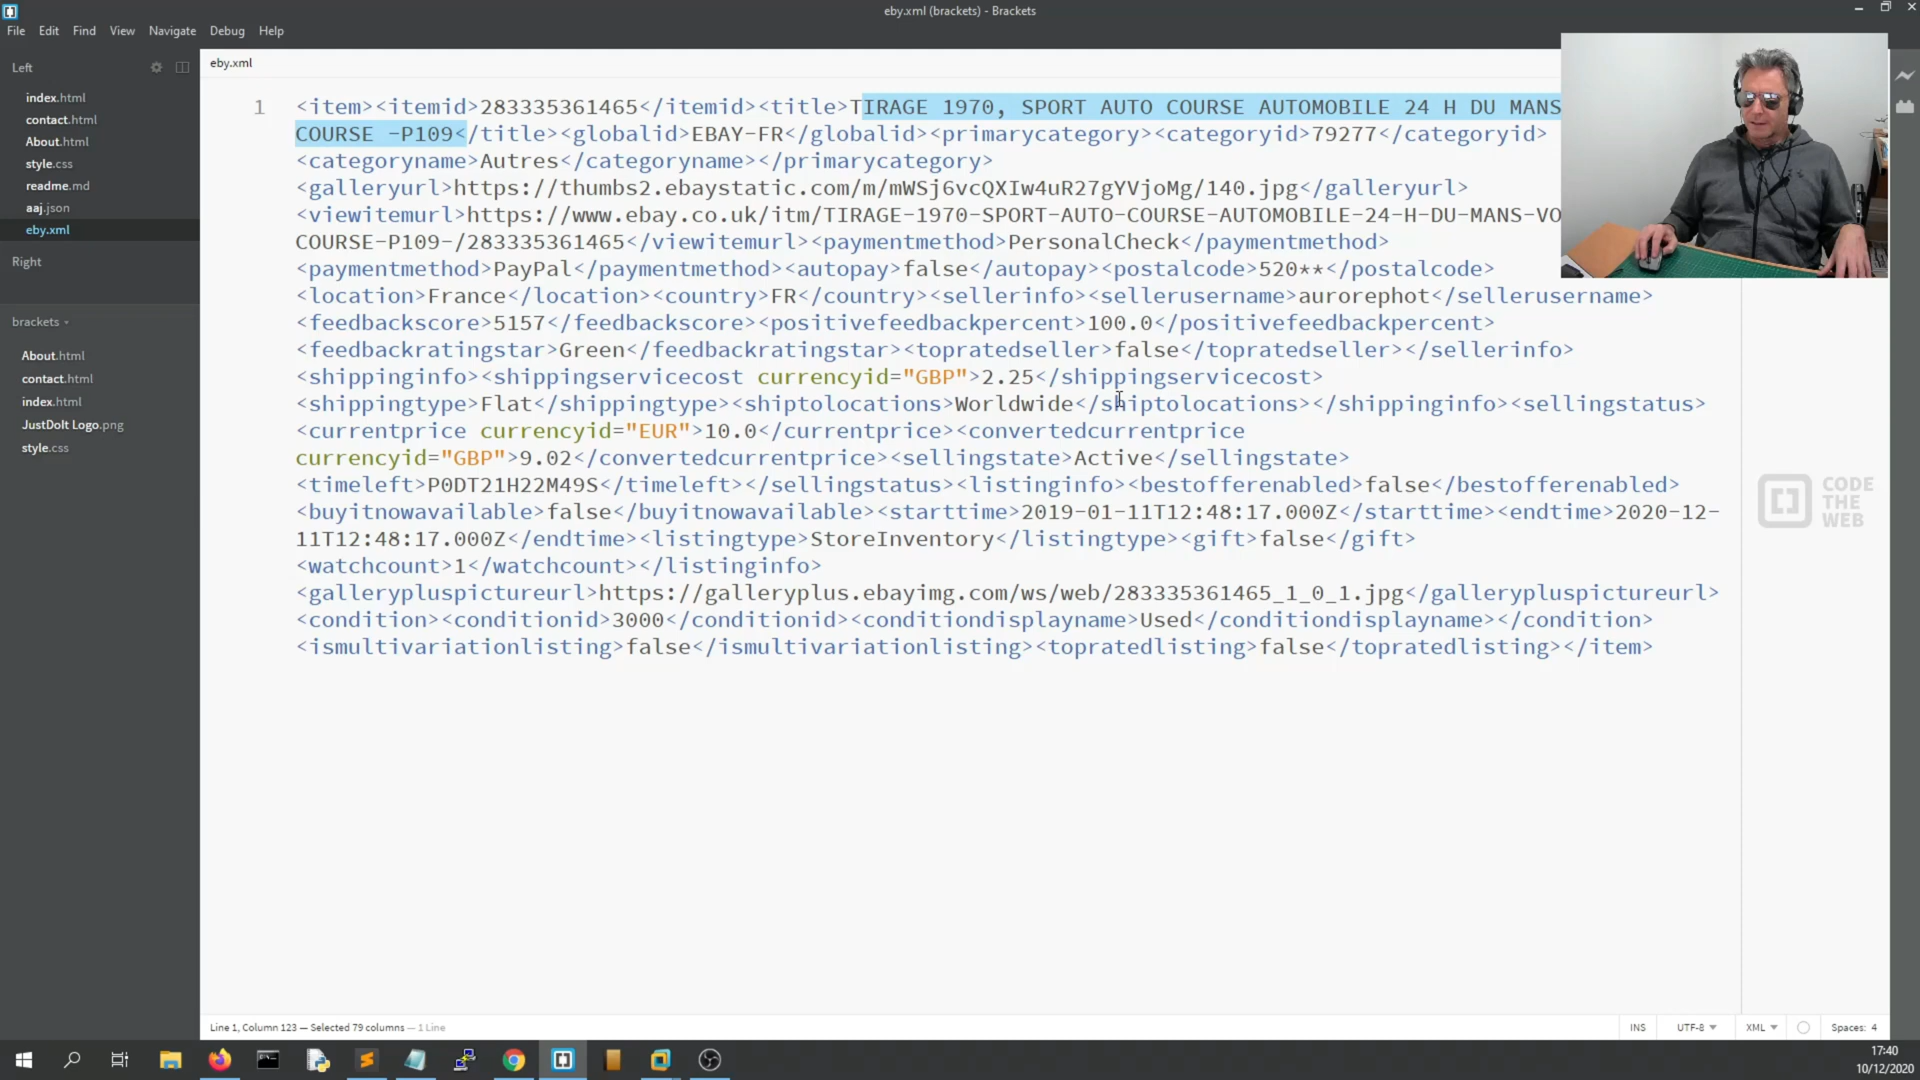 eby.xml (brackets) - Brackets
File Edit Find View Navigate Debug Help
Left
index.html
contact.html
About.html
style.css
readme.md
aaj.json
eby.xml
Right
brackets
About.html
contact.html
index.html
JustDoIt Logo.png
style.css
eby.xml
1 <item><itemid>283335361465</itemid><title>TIRAGE 1970, SPORT AUTO COURSE AUTOMOBILE 24 H DU MANS
COURSE -P109</title><globalid>EBAY-FR</globalid><primarycategory><categoryid>79277</categoryid>
<categoryname>Autres</categoryname></primarycategory>
<galleryurl>https://thumbs2.ebaystatic.com/m/mWSj6vcQXIw4uR27gYVjoMg/140.jpg</galleryurl>
<viewitemurl>https://www.ebay.co.uk/itm/TIRAGE-1970-SPORT-AUTO-COURSE-AUTOMOBILE-24-H-DU-MANS-VO
COURSE-P109-/283335361465</viewitemurl><paymentmethod>PersonalCheck</paymentmethod>
<paymentmethod>PayPal</paymentmethod><autopay>false</autopay><postalcode>520**</postalcode>
<location>France</location><country>FR</country><sellerinfo><sellerusername>aurorephot</sellerusername>
<feedbackscore>5157</feedbackscore><positivefeedbackpercent>100.0</positivefeedbackpercent>
<feedbackratingstar>Green</feedbackratingstar><topratedseller>false</topratedseller></sellerinfo>
<shippinginfo><shippingservicecost currencyid="GBP">2.25</shippingservicecost>
<shippingtype>Flat</shippingtype><shiptolocations>Worldwide</shiptolocations></shippinginfo><sellingstatus>
<currentprice currencyid="EUR">10.0</currentprice><convertedcurrentprice
currencyid="GBP">9.02</convertedcurrentprice><sellingstate>Active</sellingstate>
<timeleft>P0DT21H22M49S</timeleft></sellingstatus><listinginfo><bestofferenabled>false</bestofferenabled>
<buyitnowavailable>false</buyitnowavailable><starttime>2019-01-11T12:48:17.000Z</starttime><endtime>2020-12-
11T12:48:17.000Z</endtime><listingtype>StoreInventory</listingtype><gift>false</gift>
<watchcount>1</watchcount></listinginfo>
<gallerypluspictureurl>https://galleryplus.ebayimg.com/ws/web/283335361465_1_0_1.jpg</gallerypluspictureurl>
<condition><conditionid>3000</conditionid><conditiondisplayname>Used</conditiondisplayname></condition>
<ismultivariationlisting>false</ismultivariationlisting><topratedlisting>false</topratedlisting></item>
CODE
THE
WEB
Line 1, Column 123 — Selected 79 columns — 1 Line
INS UTF-8 XML Spaces: 4
17:40
10/12/2020